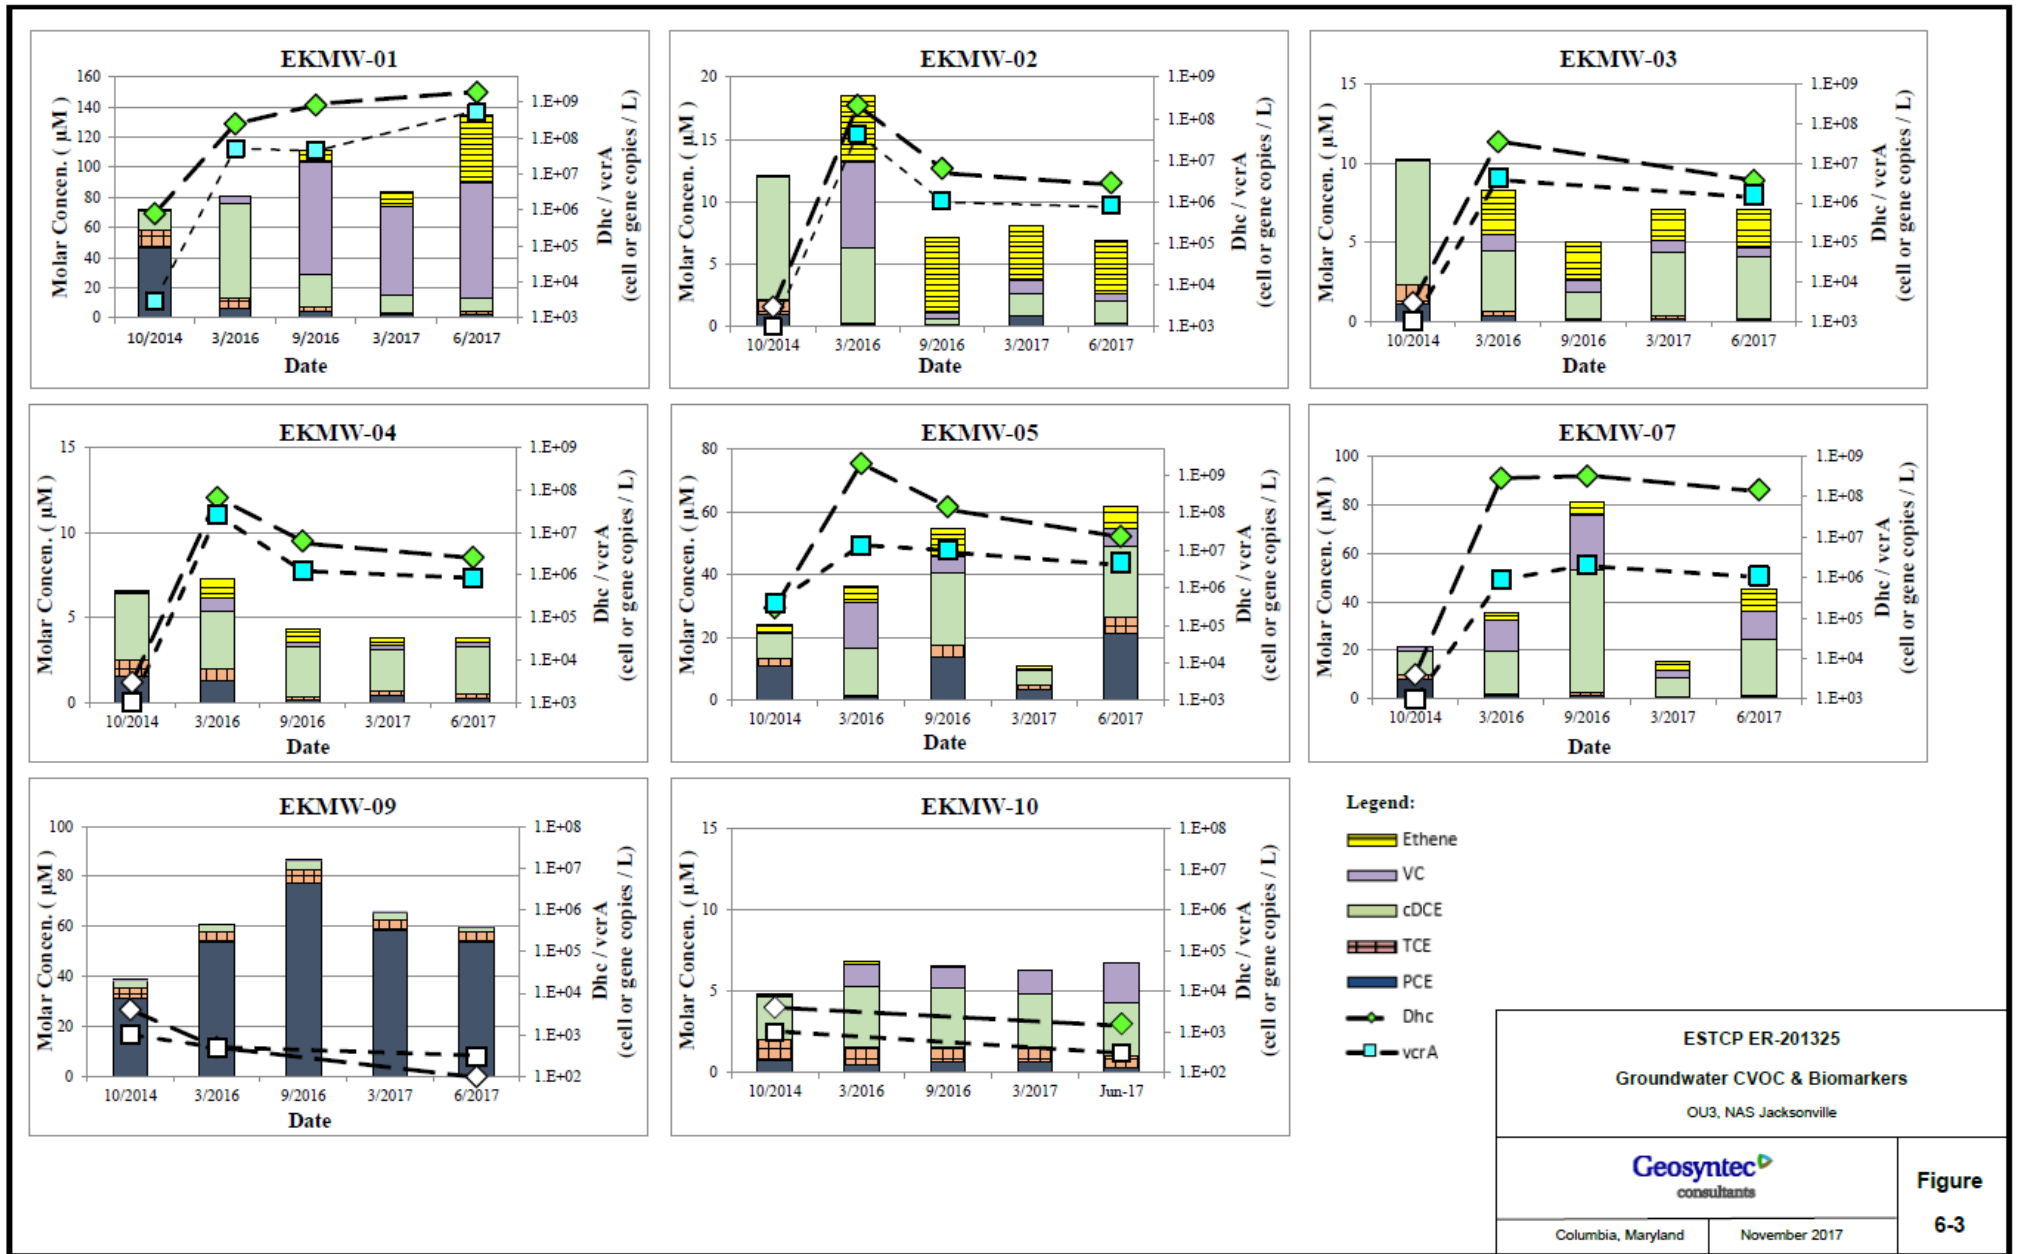 EKMW-01
Molar Concen. ( µM )
160
140
120
100
80
60
40
20
0
1.E+09
1.E+08
1.E+07
1.E+06
1.E+05
1.E+04
1.E+03
Dhc / vcrA
(cell or gene copies / L)
10/2014 3/2016 9/2016 3/2017 6/2017
Date
EKMW-02
Molar Concen. ( µM )
20
15
10
5
0
1.E+09
1.E+08
1.E+07
1.E+06
1.E+05
1.E+04
1.E+03
Dhc / vcrA
(cell or gene copies / L)
10/2014 3/2016 9/2016 3/2017 6/2017
Date
EKMW-03
Molar Concen. ( µM )
15
10
5
0
1.E+09
1.E+08
1.E+07
1.E+06
1.E+05
1.E+04
1.E+03
Dhc / vcrA
(cell or gene copies / L)
10/2014 3/2016 9/2016 3/2017 6/2017
Date
EKMW-04
Molar Concen. ( µM )
15
10
5
0
1.E+09
1.E+08
1.E+07
1.E+06
1.E+05
1.E+04
1.E+03
Dhc / vcrA
(cell or gene copies / L)
10/2014 3/2016 9/2016 3/2017 6/2017
Date
EKMW-05
Molar Concen. ( µM )
80
60
40
20
0
1.E+09
1.E+08
1.E+07
1.E+06
1.E+05
1.E+04
1.E+03
Dhc / vcrA
(cell or gene copies / L)
10/2014 3/2016 9/2016 3/2017 6/2017
Date
EKMW-07
Molar Concen. ( µM )
100
80
60
40
20
0
1.E+09
1.E+08
1.E+07
1.E+06
1.E+05
1.E+04
1.E+03
Dhc / vcrA
(cell or gene copies / L)
10/2014 3/2016 9/2016 3/2017 6/2017
Date
EKMW-09
Molar Concen. ( µM )
100
80
60
40
20
0
1.E+08
1.E+07
1.E+06
1.E+05
1.E+04
1.E+03
1.E+02
Dhc / vcrA
(cell or gene copies / L)
10/2014 3/2016 9/2016 3/2017 6/2017
Date
EKMW-10
Molar Concen. ( µM )
15
10
5
0
1.E+08
1.E+07
1.E+06
1.E+05
1.E+04
1.E+03
1.E+02
Dhc / vcrA
(cell or gene copies / L)
10/2014 3/2016 9/2016 3/2017 Jun-17
Legend:
Ethene
VC
cDCE
TCE
PCE
Dhc
vcrA
ESTCP ER-201325
Groundwater CVOC & Biomarkers
OU3, NAS Jacksonville
Geosyntec
consultants
Columbia, Maryland
November 2017
Figure
6-3